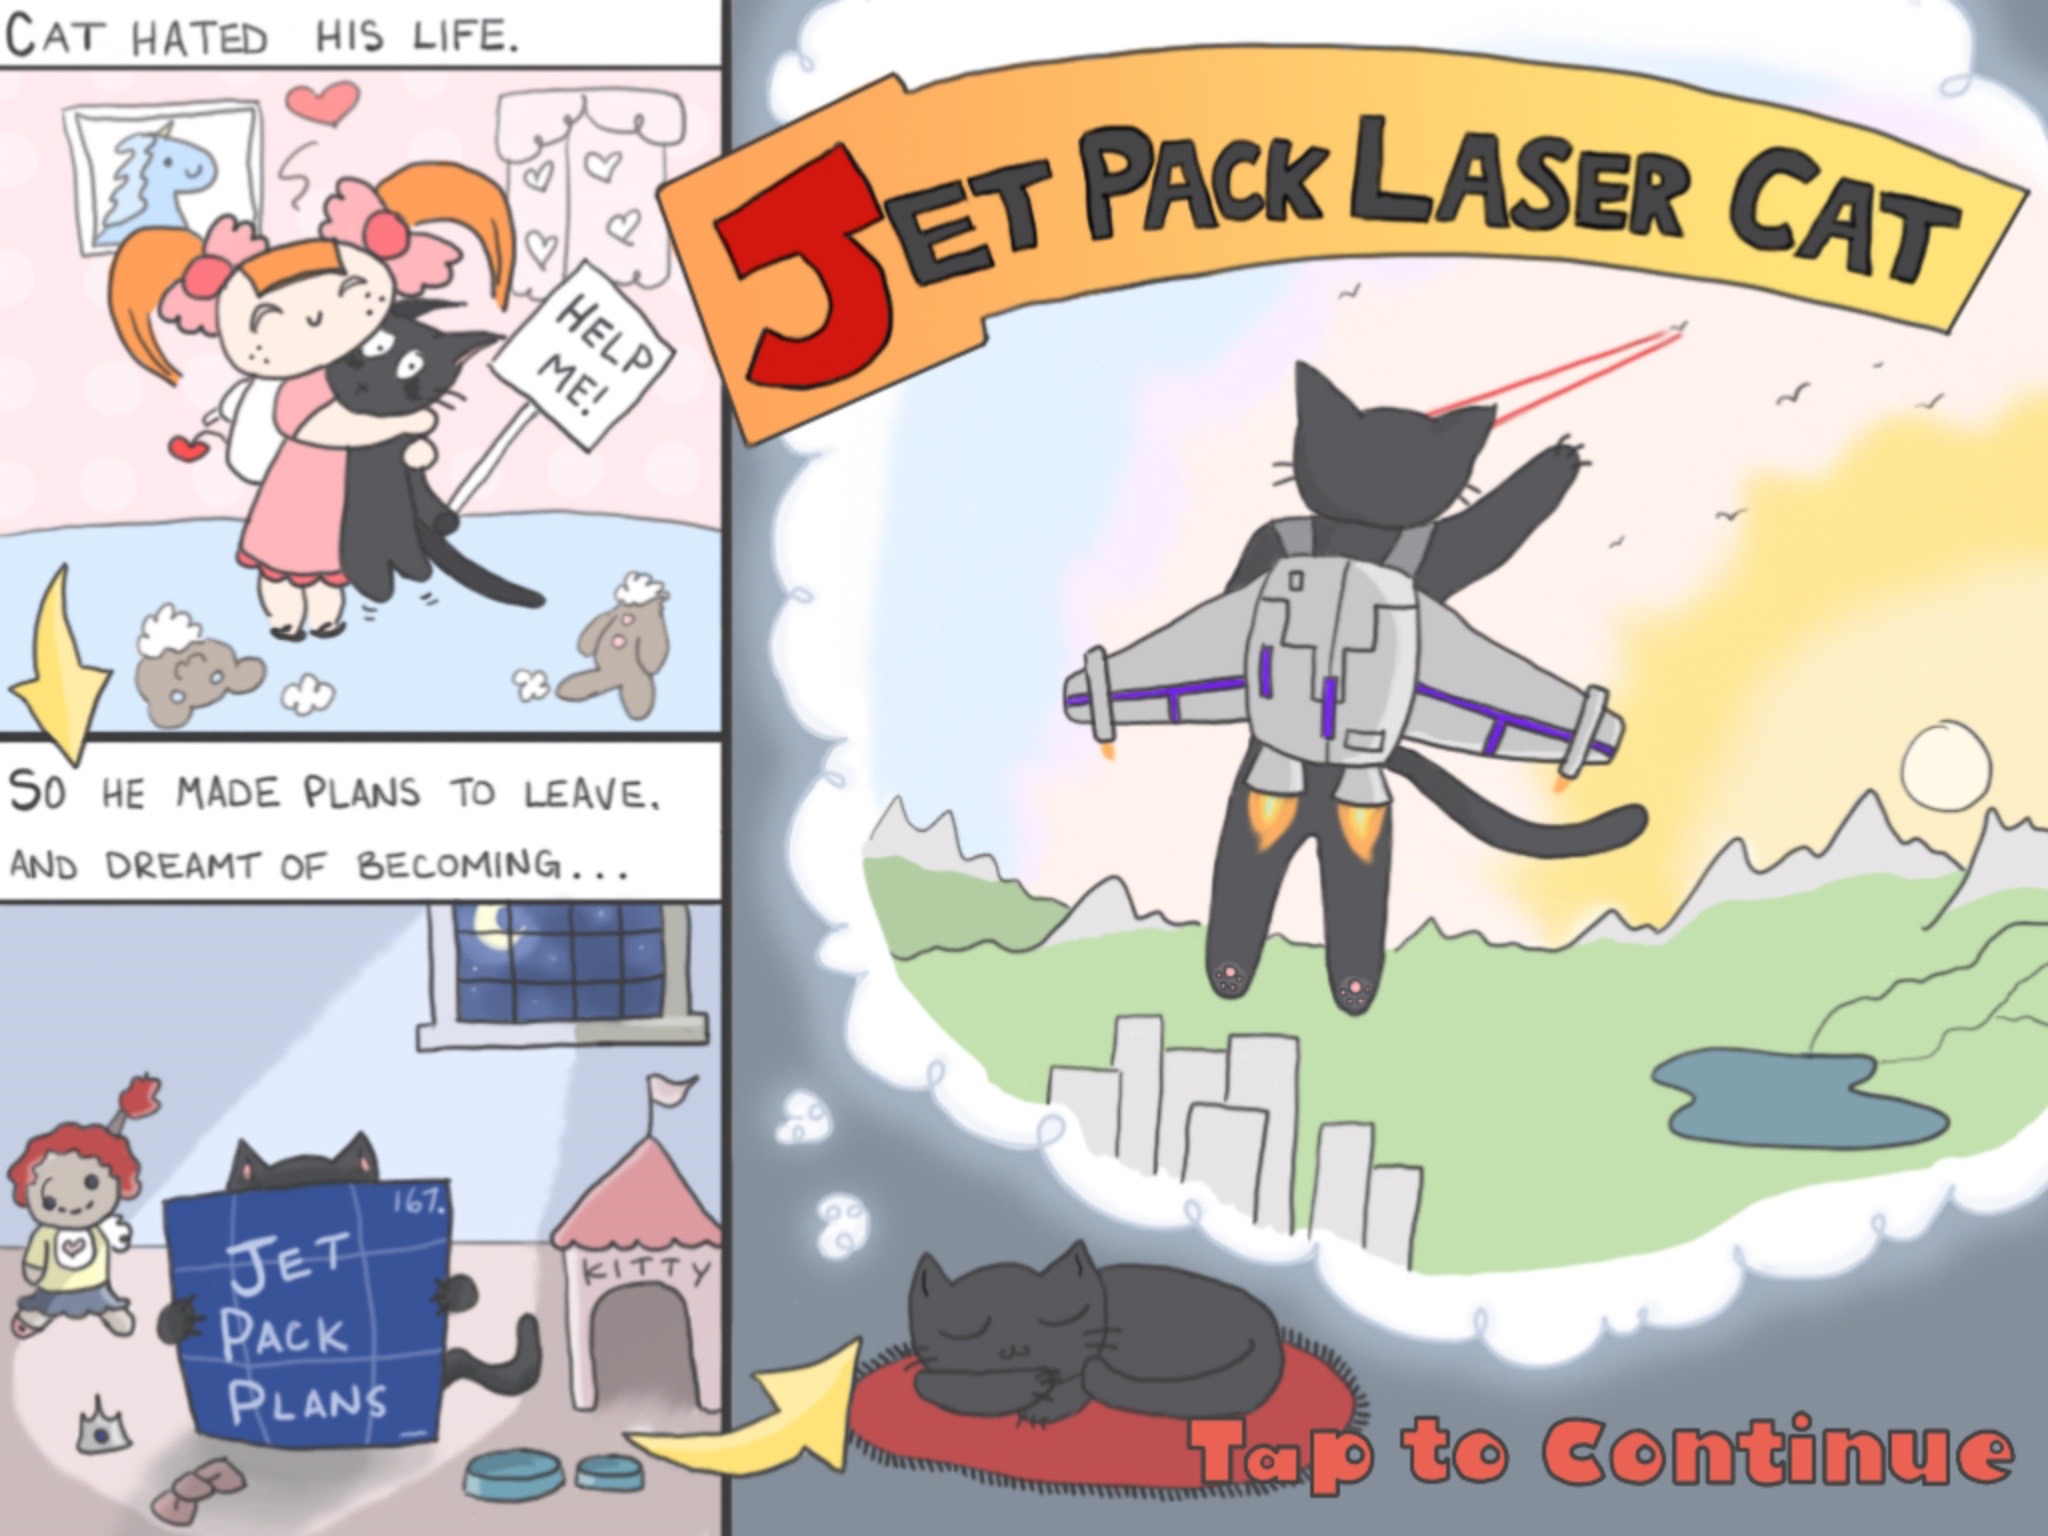 CAT HATED HIS LIFE.
HELP
ME!
SO HE MADE PLANS TO LEAVE.
AND DREAMT OF BECOMING...
167.
JET
PACK
PLANS
KITTY
JET PACK LASER CAT
Tap to Continue